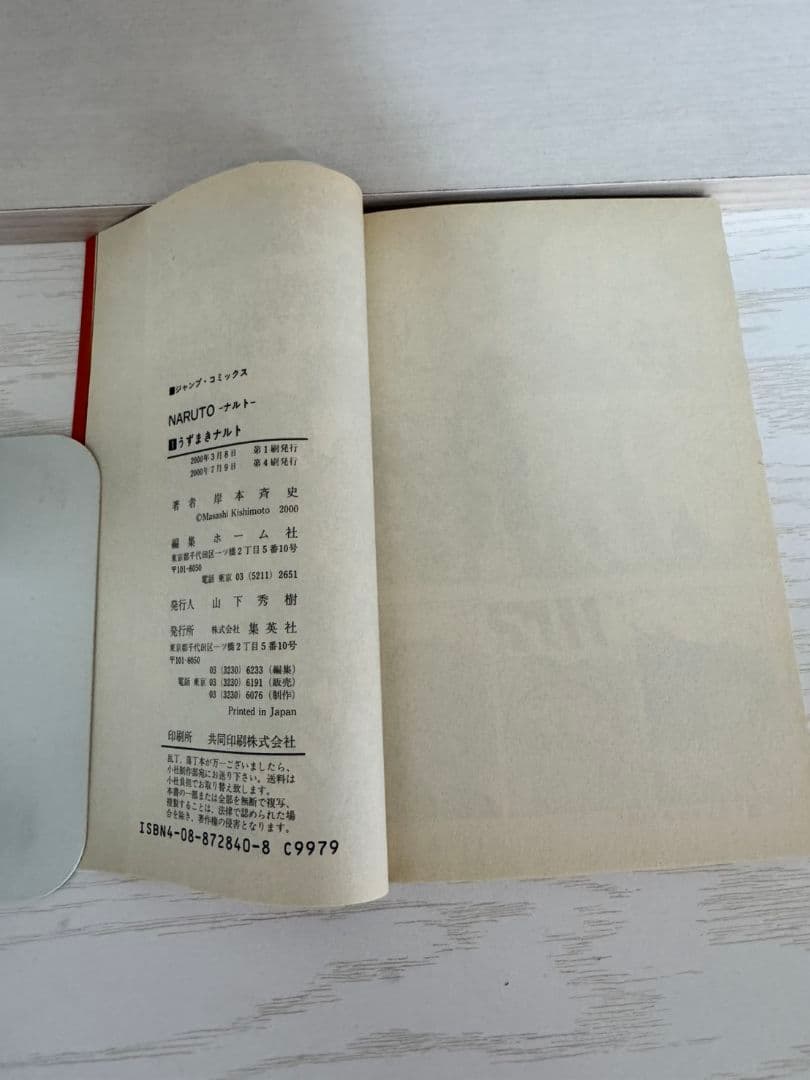 ■ジャンプ・コミックス
NARUTO -ナルト-
1 うずまきナルト
2000年3月8日 第1刷発行
2000年7月9日 第4刷発行
著者 岸本斉史
©Masashi Kishimoto 2000
編集 ホーム社
東京都千代田区一ツ橋2丁目5番10号
〒101-8050
電話 東京 03 (5211) 2651
発行人 山下秀樹
発行所 株式会社 集英社
東京都千代田区一ツ橋2丁目5番10号
〒101-8050
03 (3230) 6233 (編集)
電話 東京 03 (3230) 6191 (販売)
03 (3230) 6076 (制作)
Printed in Japan
印刷所 共同印刷株式会社
乱丁、落丁本が万一ございましたら、
小社制作部宛にお送り下さい。送料は
小社負担でお取り替え致します。
本書の一部または全部を無断で複写、
複製することは、法律で認められた場
合を除き、著作権の侵害となります。
ISBN4-08-872840-8 C9979